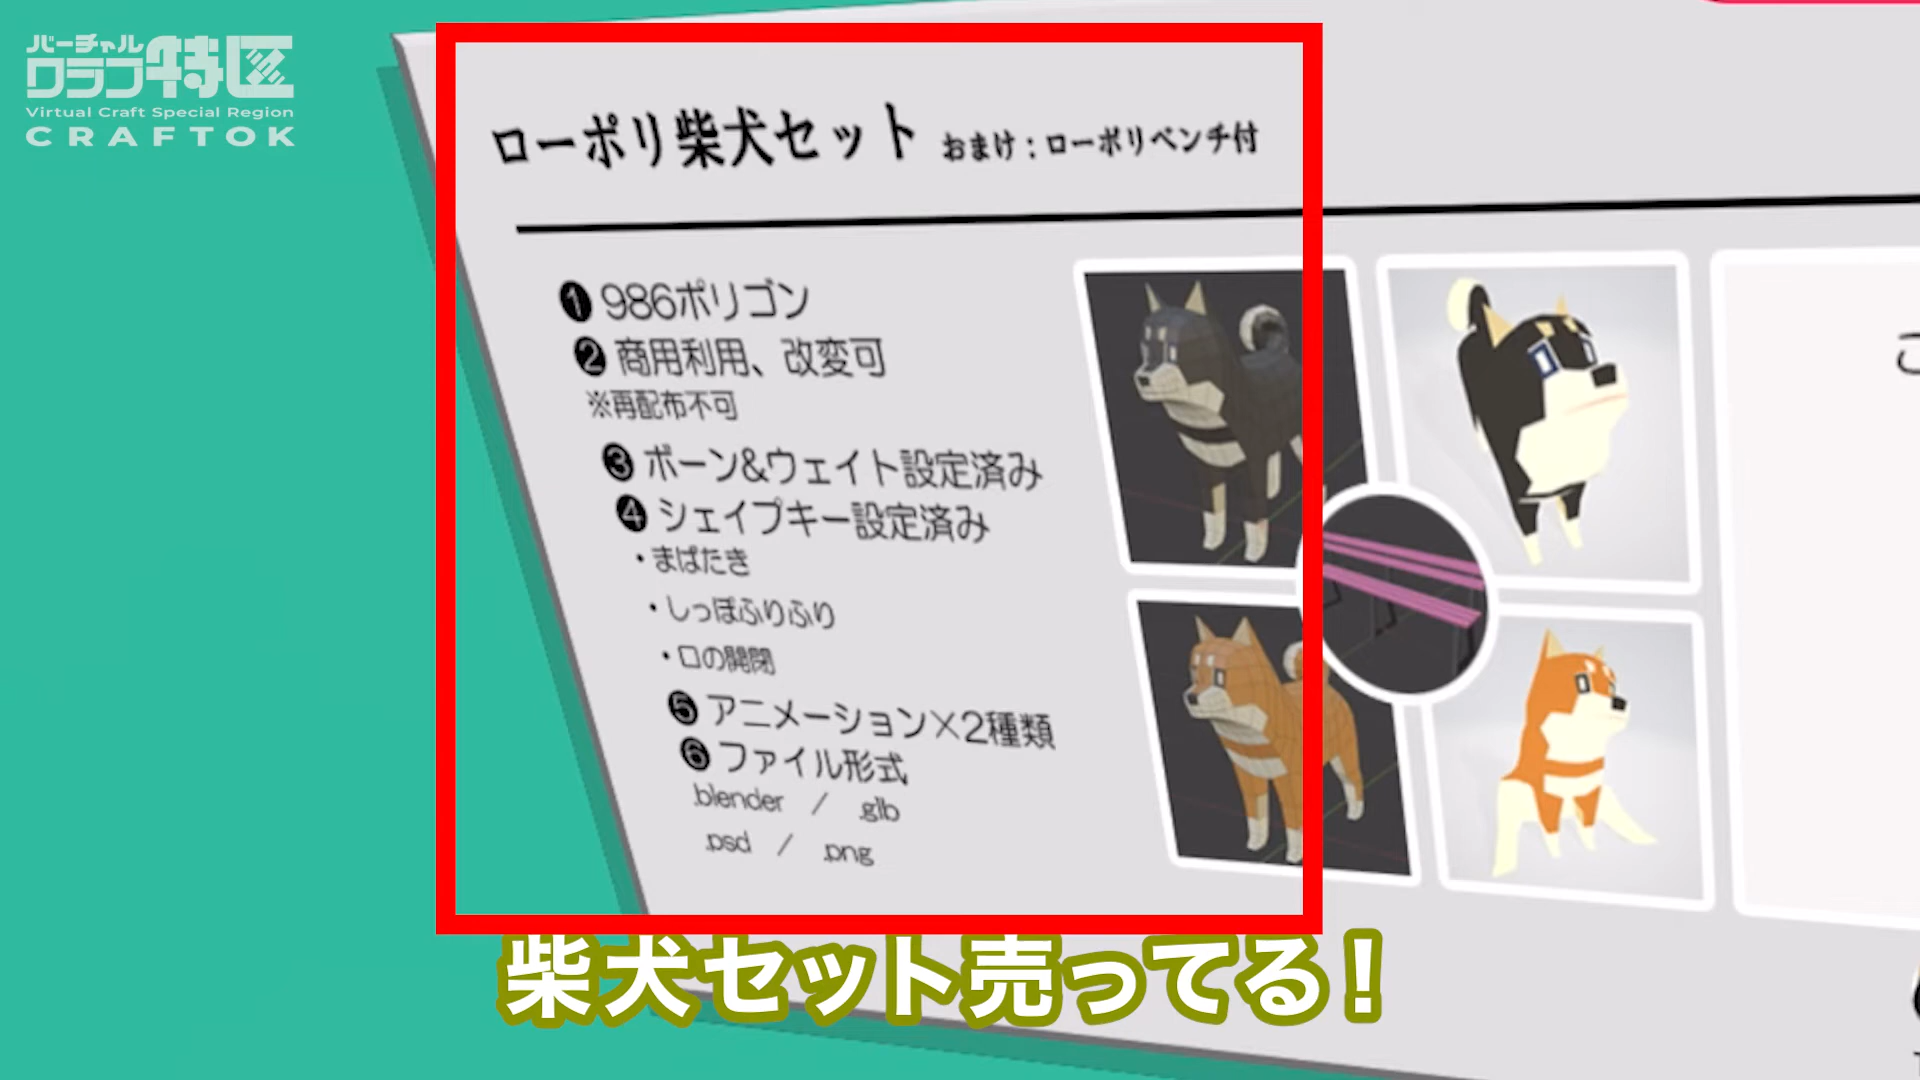 バーチャル
クラフト特区
Virtual Craft Special Region
CRAFTOK
ローポリ柴犬セット おまけ：ローポリベンチ付
❶986ポリゴン
❷商用利用、改変可
※再配布不可
❸ボーン&ウェイト設定済み
❹シェイプキー設定済み
・まばたき
・しっぽふりふり
・口の開閉
❺アニメーション×2種類
❻ファイル形式
.blender / .glb
.psd / .png
柴犬セット売ってる！